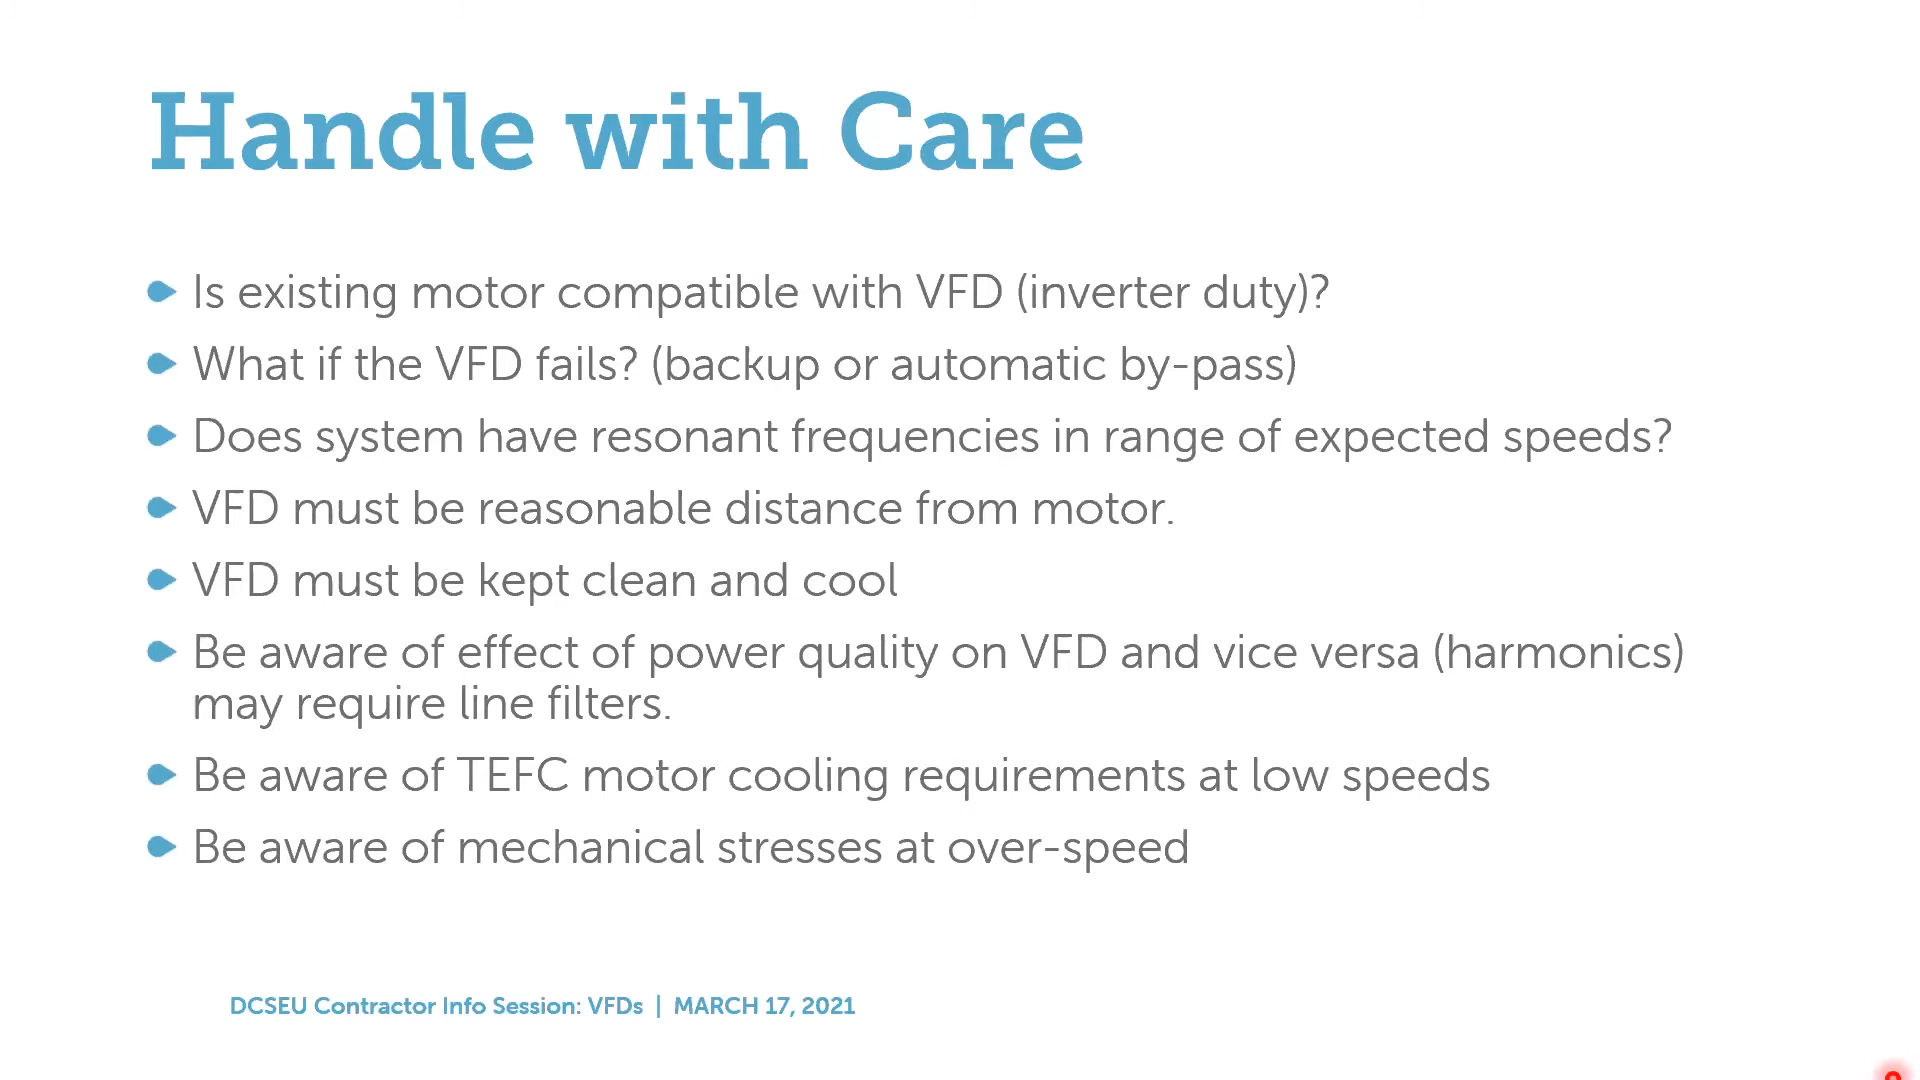 Handle with Care
Is existing motor compatible with VFD (inverter duty)?
What if the VFD fails? (backup or automatic by-pass)
Does system have resonant frequencies in range of expected speeds?
VFD must be reasonable distance from motor.
VFD must be kept clean and cool
Be aware of effect of power quality on VFD and vice versa (harmonics)
may require line filters.
Be aware of TEFC motor cooling requirements at low speeds
Be aware of mechanical stresses at over-speed
DCSEU Contractor Info Session: VFDs | MARCH 17, 2021